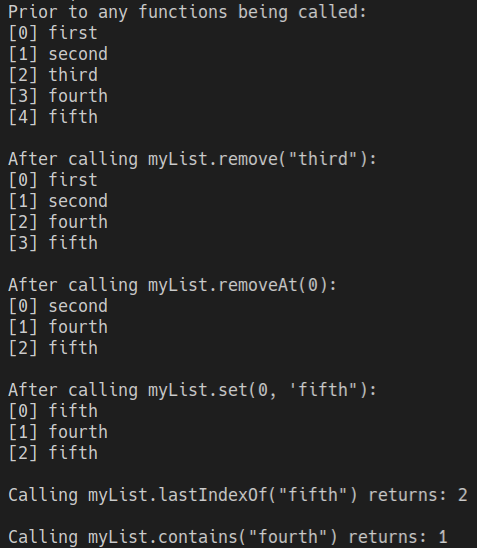 Prior to any functions being called:
[0] first
[1] second
[2] third
[3] fourth
[4] fifth
After calling myList.remove("third"):
[0] first
[1] second
[2] fourth
[3] fifth
After calling myList.removeAt(0):
[0] second
[1] fourth
[2] fifth
After calling myList.set(0, 'fifth"):
[0] fifth
[1] fourth
[2] fifth
Calling myList.lastIndexOf("fifth") returns: 2
Calling myList.contains("fourth") returns: 1